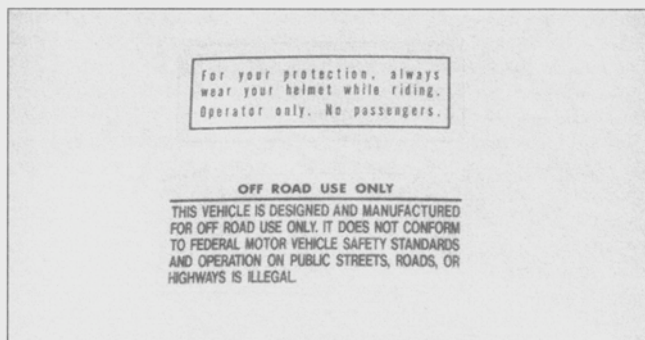 For your protection, always
wear your helmet while riding.
Operator only. No passengers.
OFF ROAD USE ONLY
THIS VEHICLE IS DESIGNED AND MANUFACTURED
FOR OFF ROAD USE ONLY. IT DOES NOT CONFORM
TO FEDERAL MOTOR VEHICLE SAFETY STANDARDS
AND OPERATION ON PUBLIC STREETS, ROADS, OR
HIGHWAYS IS ILLEGAL.